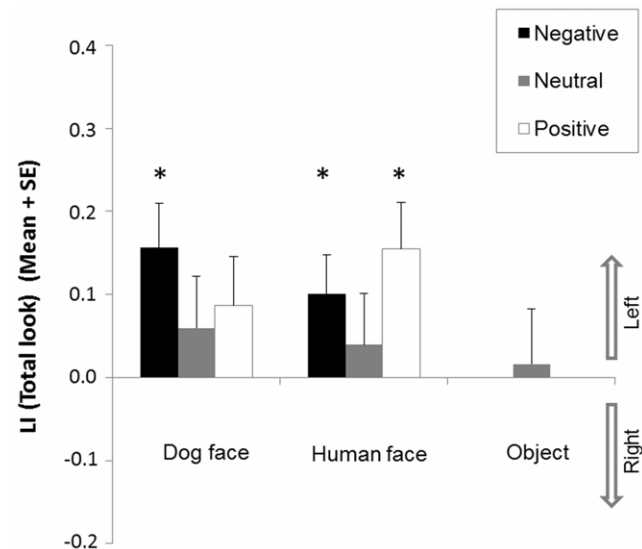 Negative
Neutral
Positive
0.4
0.3
0.2
0.1
0.0
-0.1
-0.2
LI (Total look) (Mean + SE)
* * *
Left
Right
Dog face Human face Object